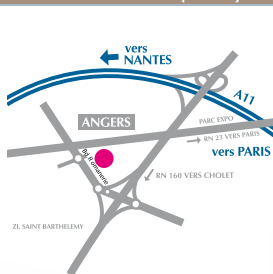 vers
NANTES
A11
ANGERS
PARC EXPO
RN 23 VERS PARIS
vers PARIS
Bd Romanerie
RN 160 VERS CHOLET
ZI. SAINT BARTHELEMY